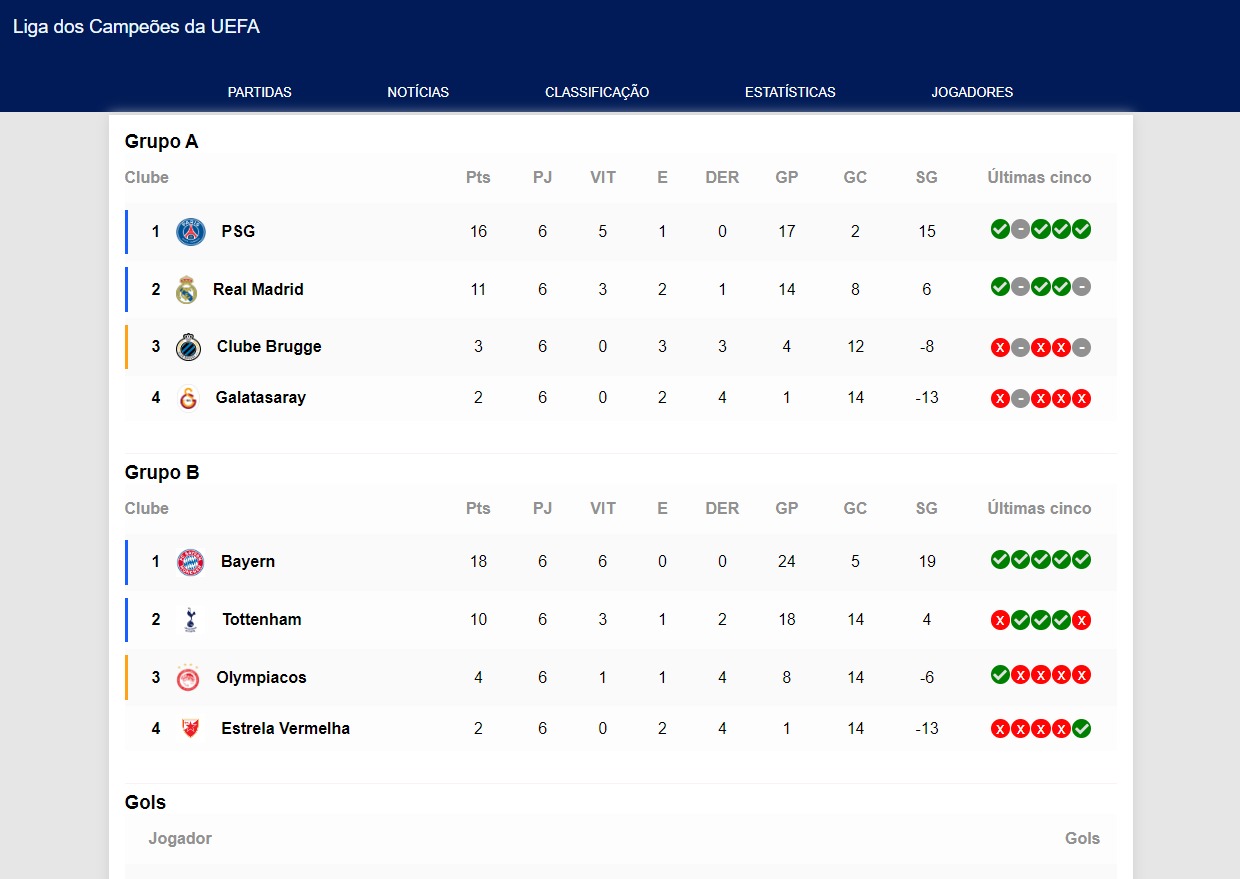 Liga dos Campeões da UEFA
PARTIDAS NOTÍCIAS CLASSIFICAÇÃO ESTATÍSTICAS JOGADORES
Grupo A
Clube Pts PJ VIT E DER GP GC SG Últimas cinco
1 PSG 16 6 5 1 0 17 2 15
2 Real Madrid 11 6 3 2 1 14 8 6
3 Clube Brugge 3 6 0 3 3 4 12 -8
4 Galatasaray 2 6 0 2 4 1 14 -13
Grupo B
Clube Pts PJ VIT E DER GP GC SG Últimas cinco
1 Bayern 18 6 6 0 0 24 5 19
2 Tottenham 10 6 3 1 2 18 14 4
3 Olympiacos 4 6 1 1 4 8 14 -6
4 Estrela Vermelha 2 6 0 2 4 1 14 -13
Gols
Jogador Gols